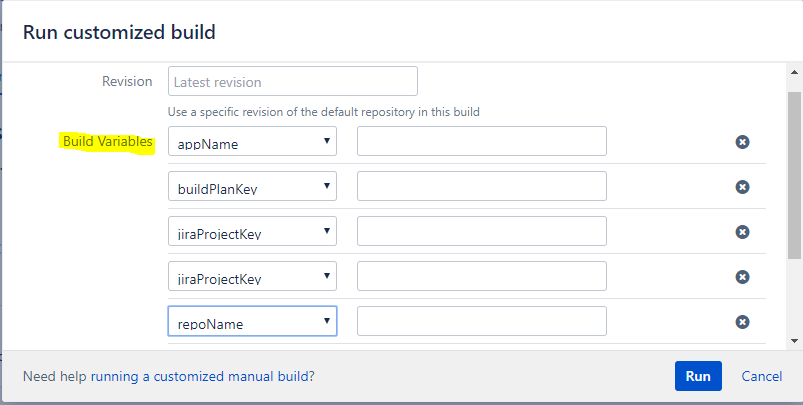 Run customized build
Revision Latest revision
Use a specific revision of the default repository in this build
Build Variables appName
buildPlanKey
jiraProjectKey
jiraProjectKey
repoName
Need help running a customized manual build? Run Cancel